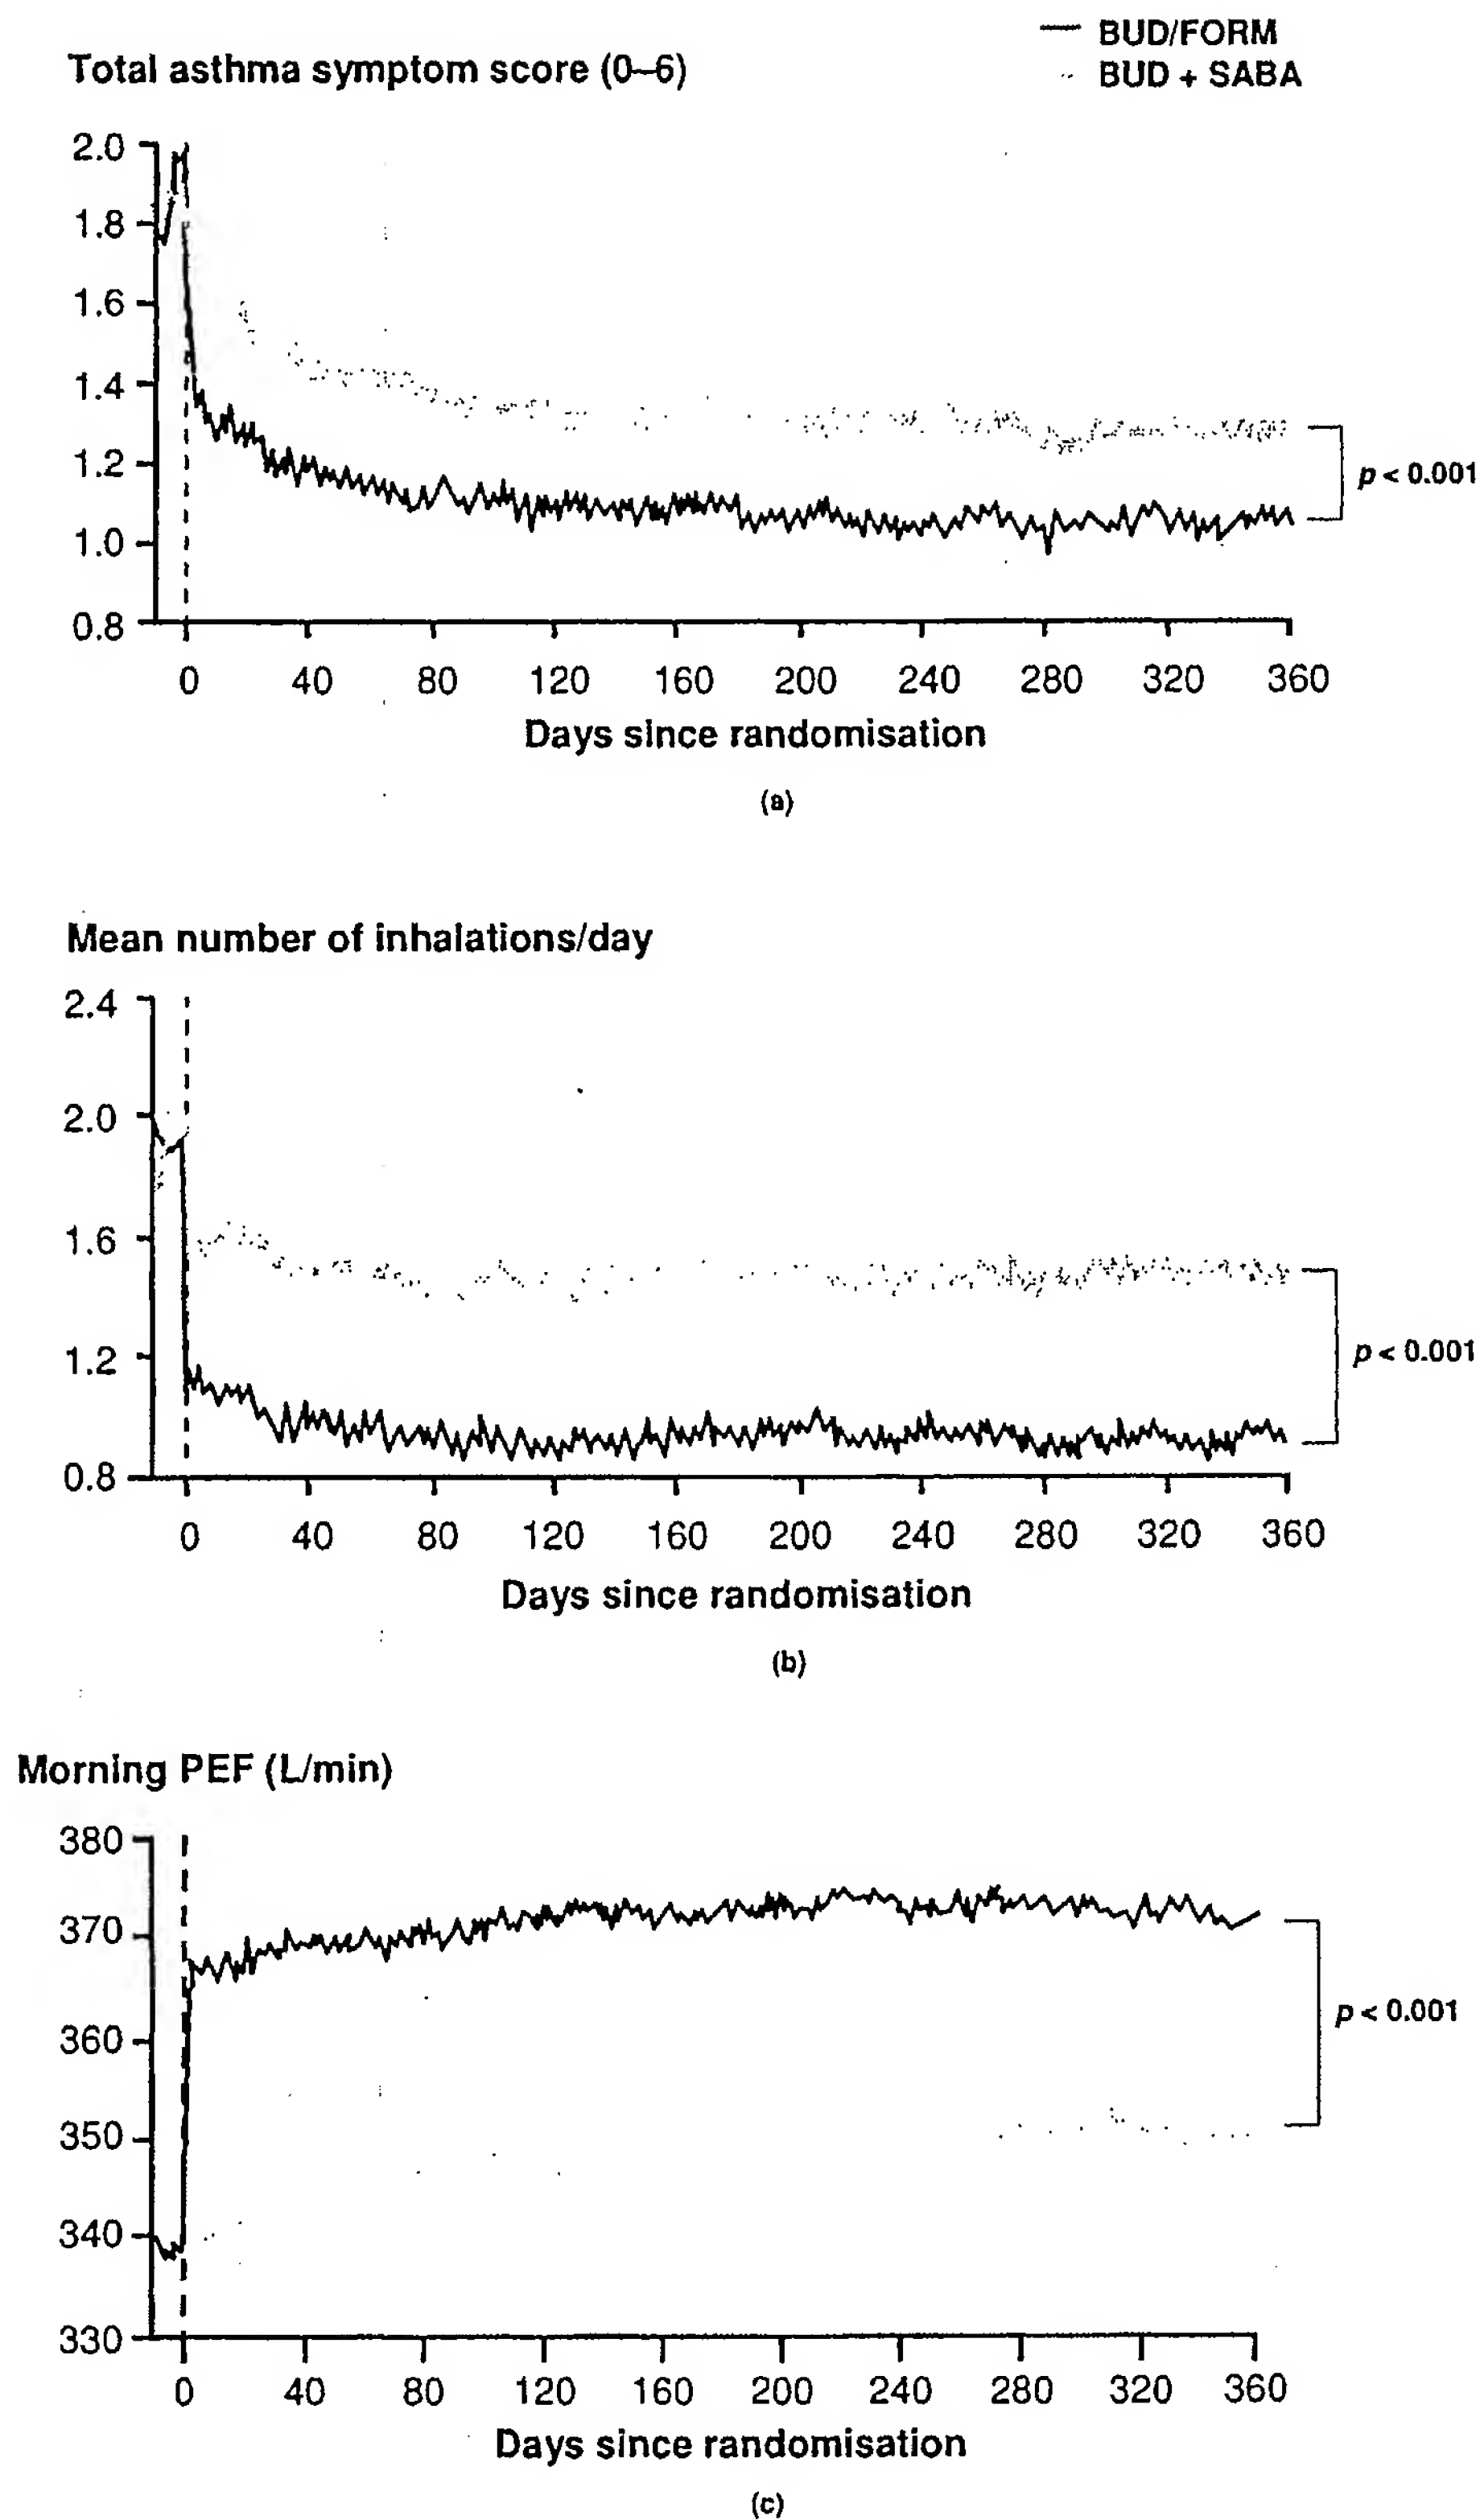 BUD/FORM
BUD + SABA
Total asthma symptom score (0–6)
2.0
1.8
1.6
1.4
1.2
1.0
0.8
p < 0.001
0 40 80 120 160 200 240 280 320 360
Days since randomisation
(a)
Mean number of inhalations/day
2.4
2.0
1.6
1.2
0.8
p < 0.001
0 40 80 120 160 200 240 280 320 360
Days since randomisation
(b)
Morning PEF (L/min)
380
370
360
350
340
330
p < 0.001
0 40 80 120 160 200 240 280 320 360
Days since randomisation
(c)